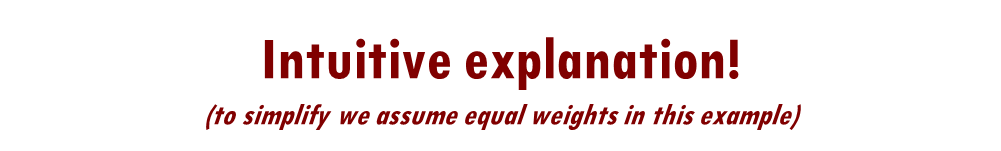 Intuitive explanation!
(to simplify we assume equal weights in this example)